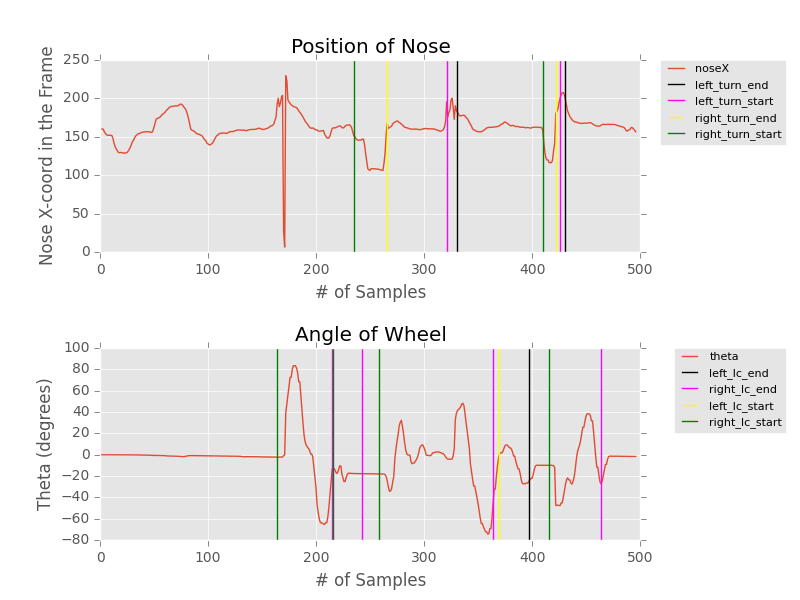 Position of Nose
Nose X-coord in the Frame
250
200
150
100
50
0
0 100 200 300 400 500
# of Samples
noseX
left_turn_end
left_turn_start
right_turn_end
right_turn_start
Angle of Wheel
Theta (degrees)
100
80
60
40
20
0
−20
−40
−60
−80
0 100 200 300 400 500
# of Samples
theta
left_lc_end
right_lc_end
left_lc_start
right_lc_start